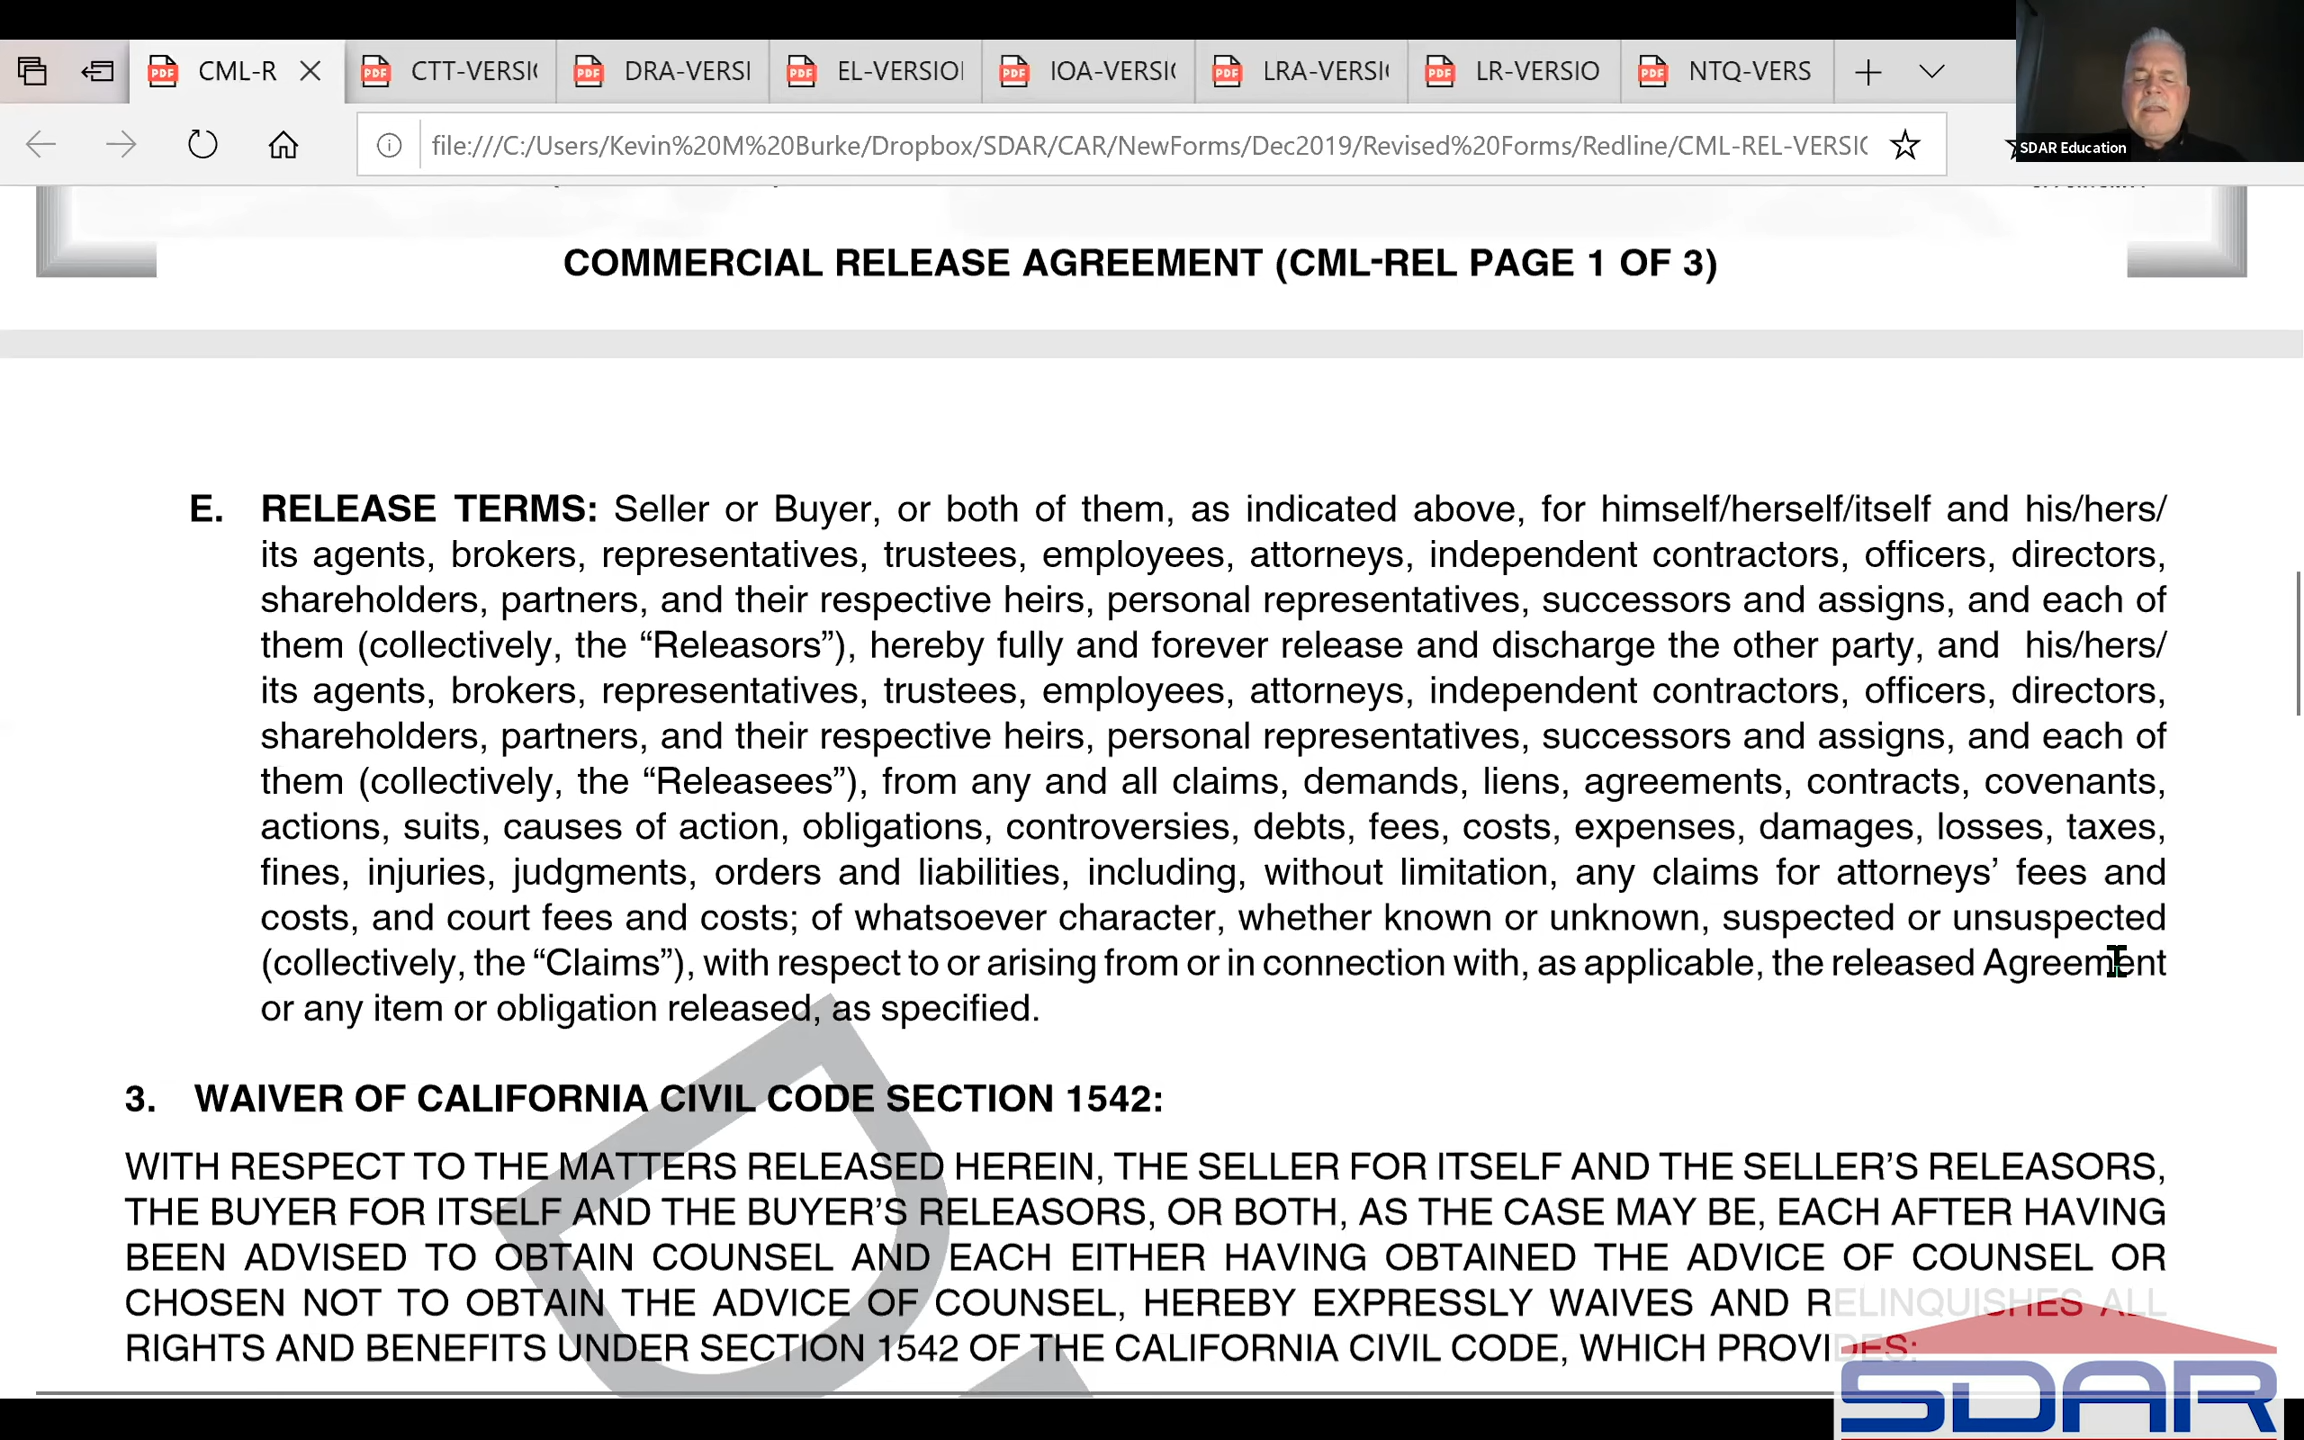 CML-R
CTT-VERSI
DRA-VERSI
EL-VERSIO
IOA-VERSI
LRA-VERSI
LR-VERSIO
NTQ-VERS
SDAR Education
file:///C:/Users/Kevin%20M%20Burke/Dropbox/SDAR/CAR/NewForms/Dec2019/Revised%20Forms/Redline/CML-REL-VERSIC
COMMERCIAL RELEASE AGREEMENT (CML-REL PAGE 1 OF 3)
E. RELEASE TERMS: Seller or Buyer, or both of them, as indicated above, for himself/herself/itself and his/hers/
its agents, brokers, representatives, trustees, employees, attorneys, independent contractors, officers, directors,
shareholders, partners, and their respective heirs, personal representatives, successors and assigns, and each of
them (collectively, the “Releasors”), hereby fully and forever release and discharge the other party, and his/hers/
its agents, brokers, representatives, trustees, employees, attorneys, independent contractors, officers, directors,
shareholders, partners, and their respective heirs, personal representatives, successors and assigns, and each of
them (collectively, the “Releasees”), from any and all claims, demands, liens, agreements, contracts, covenants,
actions, suits, causes of action, obligations, controversies, debts, fees, costs, expenses, damages, losses, taxes,
fines, injuries, judgments, orders and liabilities, including, without limitation, any claims for attorneys’ fees and
costs, and court fees and costs; of whatsoever character, whether known or unknown, suspected or unsuspected
(collectively, the “Claims”), with respect to or arising from or in connection with, as applicable, the released Agreement
or any item or obligation released, as specified.
3. WAIVER OF CALIFORNIA CIVIL CODE SECTION 1542:
WITH RESPECT TO THE MATTERS RELEASED HEREIN, THE SELLER FOR ITSELF AND THE SELLER’S RELEASORS,
THE BUYER FOR ITSELF AND THE BUYER’S RELEASORS, OR BOTH, AS THE CASE MAY BE, EACH AFTER HAVING
BEEN ADVISED TO OBTAIN COUNSEL AND EACH EITHER HAVING OBTAINED THE ADVICE OF COUNSEL OR
CHOSEN NOT TO OBTAIN THE ADVICE OF COUNSEL, HEREBY EXPRESSLY WAIVES AND RELINQUISHES ALL
RIGHTS AND BENEFITS UNDER SECTION 1542 OF THE CALIFORNIA CIVIL CODE, WHICH PROVIDES:
SDAR